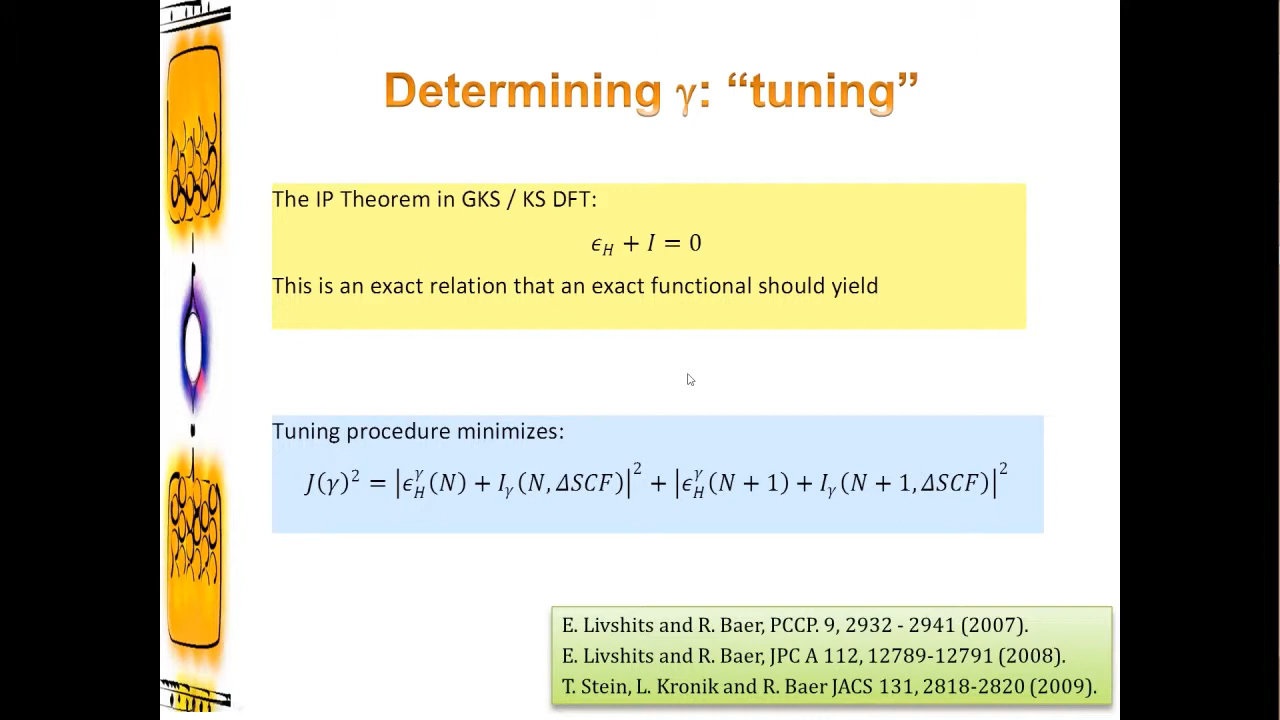 Determining γ: “tuning”
The IP Theorem in GKS / KS DFT:
𝜖_H + I = 0
This is an exact relation that an exact functional should yield
Tuning procedure minimizes:
J(γ)² = |𝜖_H^γ(N) + I_γ(N, ΔSCF)|² + |𝜖_H^γ(N + 1) + I_γ(N + 1, ΔSCF)|²
E. Livshits and R. Baer, PCCP. 9, 2932 - 2941 (2007).
E. Livshits and R. Baer, JPC A 112, 12789-12791 (2008).
T. Stein, L. Kronik and R. Baer JACS 131, 2818-2820 (2009).